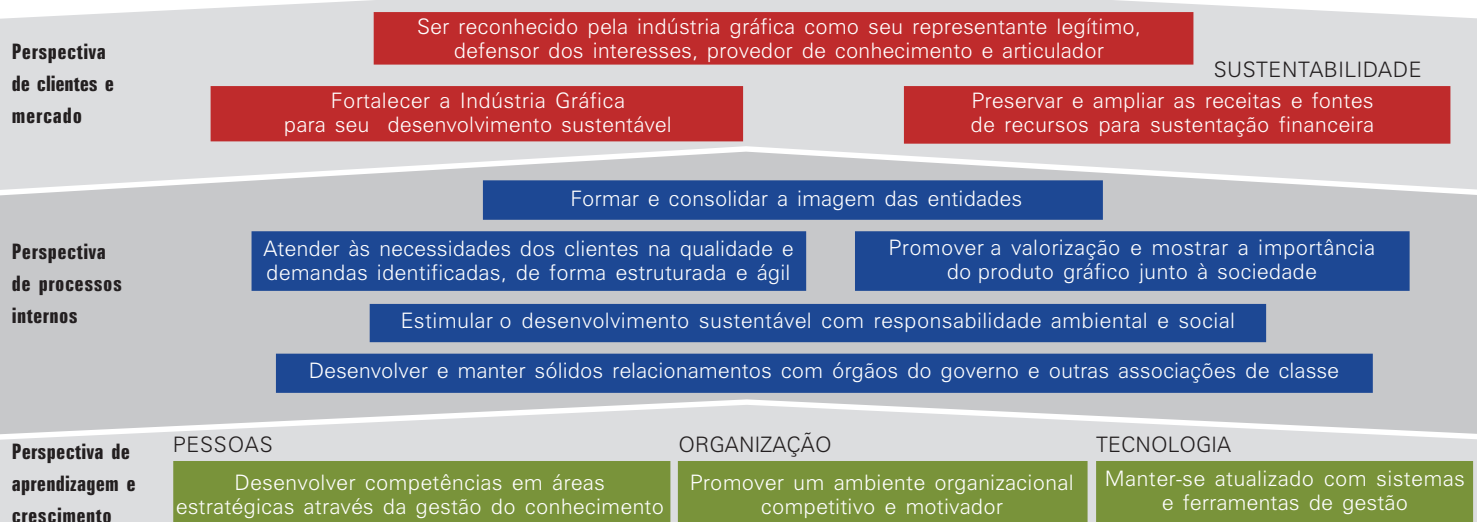 Perspectiva
de clientes e
mercado
Ser reconhecido pela indústria gráfica como seu representante legítimo,
defensor dos interesses, provedor de conhecimento e articulador
SUSTENTABILIDADE
Fortalecer a Indústria Gráfica
para seu desenvolvimento sustentável
Preservar e ampliar as receitas e fontes
de recursos para sustentação financeira
Perspectiva
de processos
internos
Formar e consolidar a imagem das entidades
Atender às necessidades dos clientes na qualidade e
demandas identificadas, de forma estruturada e ágil
Promover a valorização e mostrar a importância
do produto gráfico junto à sociedade
Estimular o desenvolvimento sustentável com responsabilidade ambiental e social
Desenvolver e manter sólidos relacionamentos com órgãos do governo e outras associações de classe
Perspectiva de
aprendizagem e
crescimento
PESSOAS
Desenvolver competências em áreas
estratégicas através da gestão do conhecimento
ORGANIZAÇÃO
Promover um ambiente organizacional
competitivo e motivador
TECNOLOGIA
Manter-se atualizado com sistemas
e ferramentas de gestão